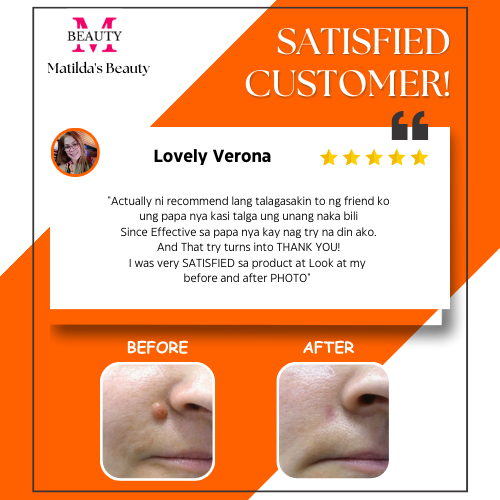 M
BEAUTY
Matilda's Beauty
SATISFIED
CUSTOMER!
Lovely Verona
"Actually ni recommend lang talagasakin to ng friend ko
ung papa nya kasi talga ung unang naka bili
Since Effective sa papa nya kay nag try na din ako.
And That try turns into THANK YOU!
I was very SATISFIED sa product at Look at my
before and after PHOTO"
BEFORE
AFTER